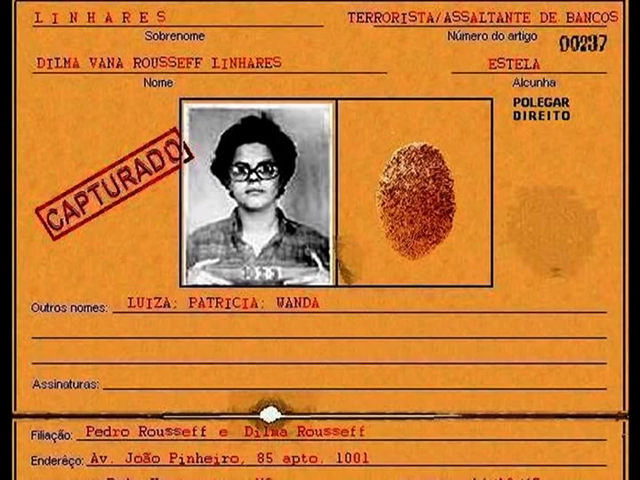 LINHARES TERRORISTA/ASSALTANTE DE BANCOS
Sobrenome Número do artigo 00237
DILMA VANA ROUSSEFF LINHARES ESTELA
Nome Alcunha
POLEGAR
DIREITO
CAPTURADO
Outros nomes: LUIZA; PATRICIA; WANDA
Assinaturas:
Filiação: Pedro Rousseff e Dilma Rousseff
Enderêço: Av. João Pinheiro, 85 apto. 1001